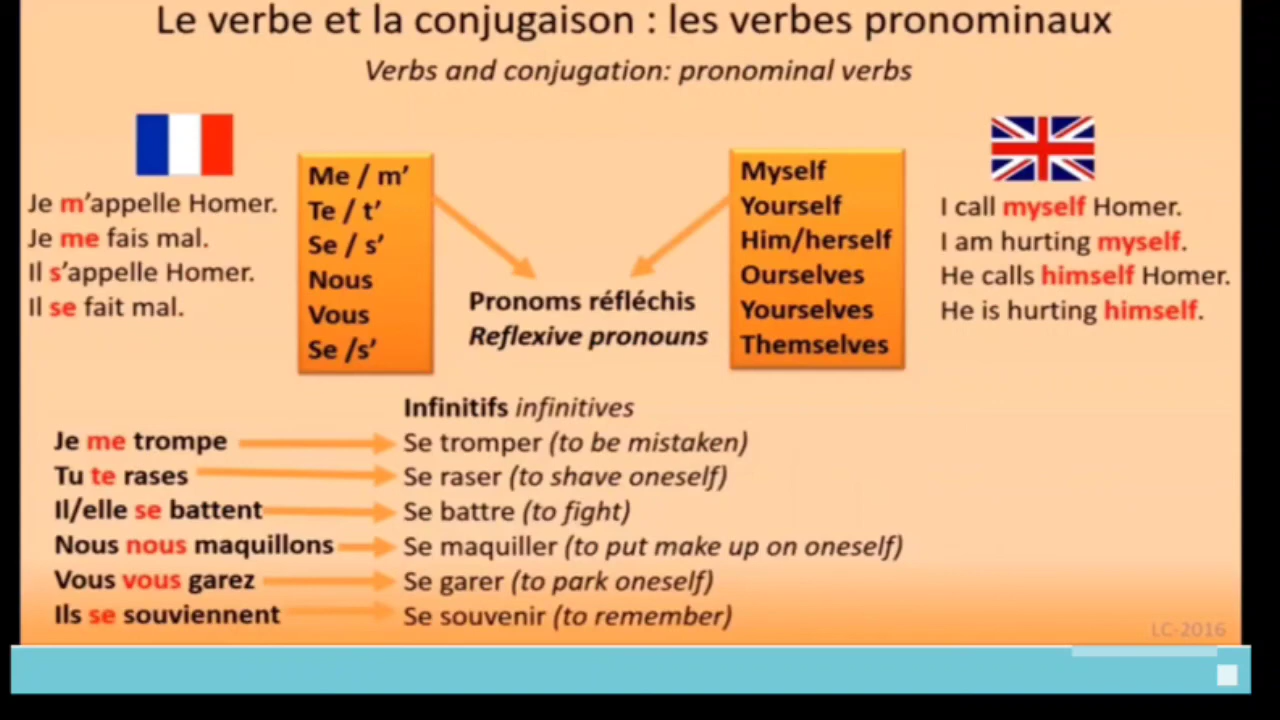 Le verbe et la conjugaison : les verbes pronominaux
Verbs and conjugation: pronominal verbs
Je m’appelle Homer.
Je me fais mal.
Il s’appelle Homer.
Il se fait mal.
Me / m’
Te / t’
Se / s’
Nous
Vous
Se /s’
Pronoms réfléchis
Reflexive pronouns
Myself
Yourself
Him/herself
Ourselves
Yourselves
Themselves
I call myself Homer.
I am hurting myself.
He calls himself Homer.
He is hurting himself.
Infinitifs infinitives
Je me trompe Se tromper (to be mistaken)
Tu te rases Se raser (to shave oneself)
Il/elle se battent Se battre (to fight)
Nous nous maquillons Se maquiller (to put make up on oneself)
Vous vous garez Se garer (to park oneself)
Ils se souviennent Se souvenir (to remember)
LC-2016